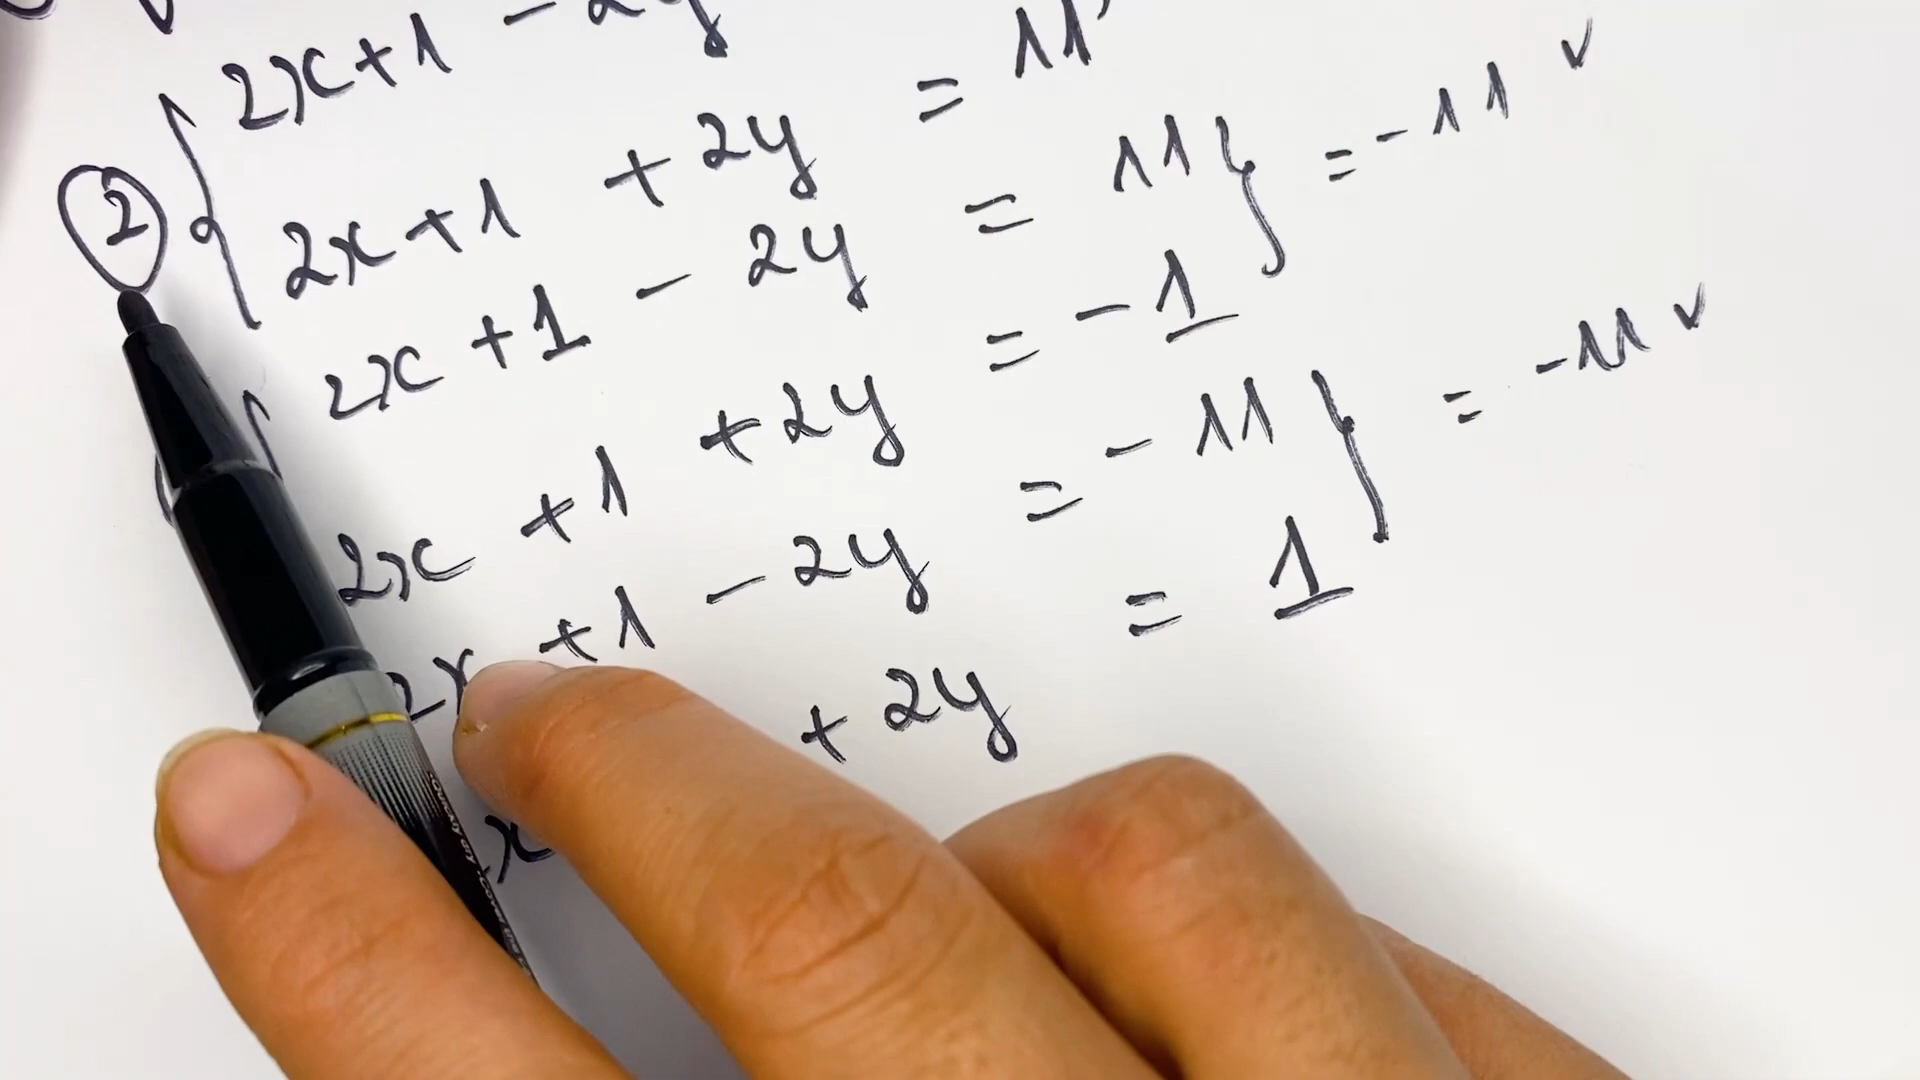 2x+1 - 2y
② { 2x+1 + 2y = 11
2x+1 - 2y = 11 } = -11 ✓
2x +1 + 2y = -1
2x +1 - 2y = -11 } = -11 ✓
x + 2y = 1